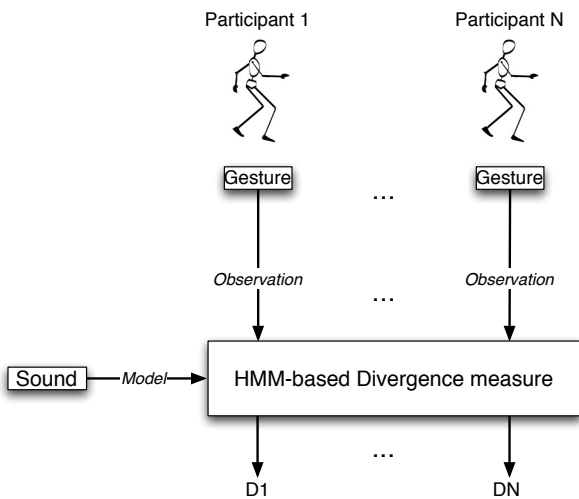 Participant 1 Participant N
Gesture ... Gesture
Observation ... Observation
Sound Model HMM-based Divergence measure
D1 ... DN